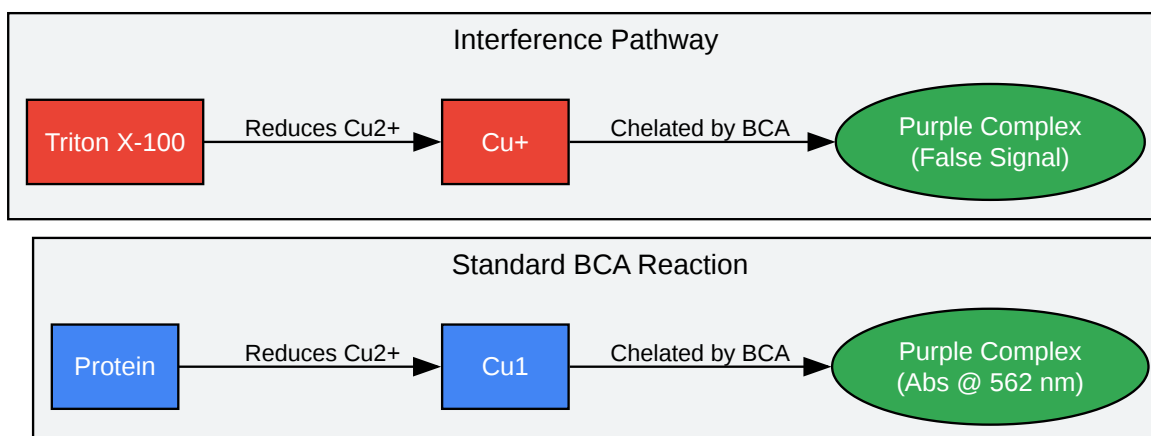 Interference Pathway
Triton X-100
Reduces Cu2+
Cu+
Chelated by BCA
Purple Complex
(False Signal)
Standard BCA Reaction
Protein
Reduces Cu2+
Cu1
Chelated by BCA
Purple Complex
(Abs @ 562 nm)